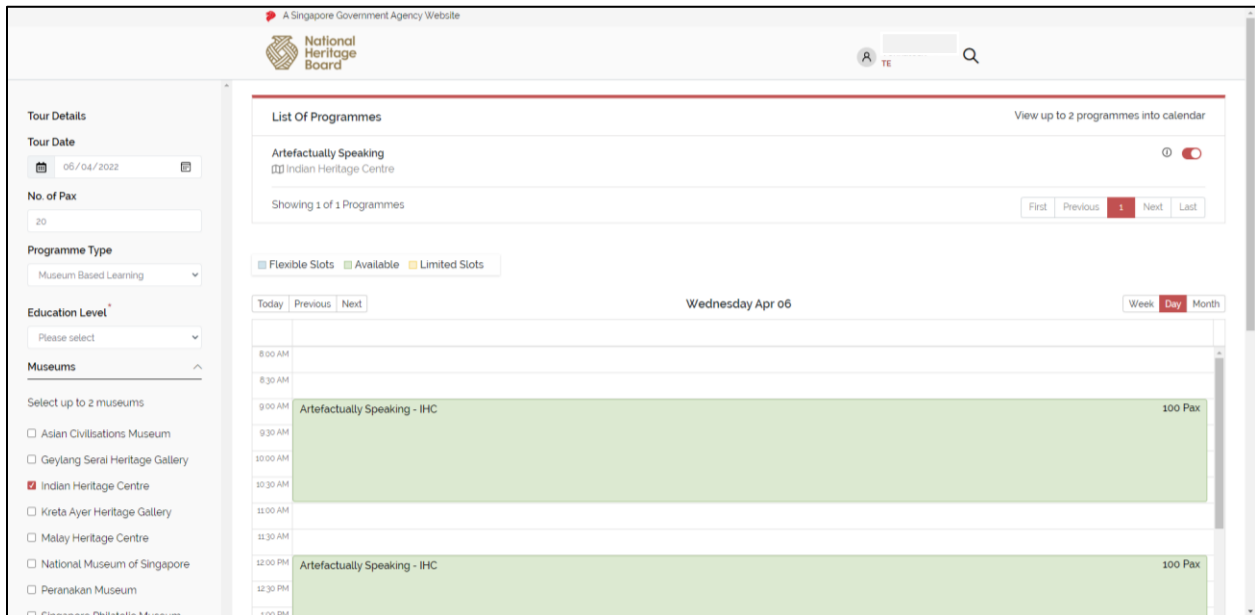 A Singapore Government Agency Website
National
Heritage
Board
TE
Tour Details
Tour Date
06/04/2022
No. of Pax
20
Programme Type
Museum Based Learning
Education Level*
Please select
Museums
Select up to 2 museums
Asian Civilisations Museum
Geylang Serai Heritage Gallery
Indian Heritage Centre
Kreta Ayer Heritage Gallery
Malay Heritage Centre
National Museum of Singapore
Peranakan Museum
Singapore Philatelic Museum
List Of Programmes
View up to 2 programmes into calendar
Artefactually Speaking
Indian Heritage Centre
Showing 1 of 1 Programmes
First Previous 1 Next Last
Flexible Slots Available Limited Slots
Today Previous Next
Wednesday Apr 06
Week Day Month
8:00 AM
8:30 AM
9:00 AM Artefactually Speaking - IHC 100 Pax
9:30 AM
10:00 AM
10:30 AM
11:00 AM
11:30 AM
12:00 PM Artefactually Speaking - IHC 100 Pax
12:30 PM
1:00 PM